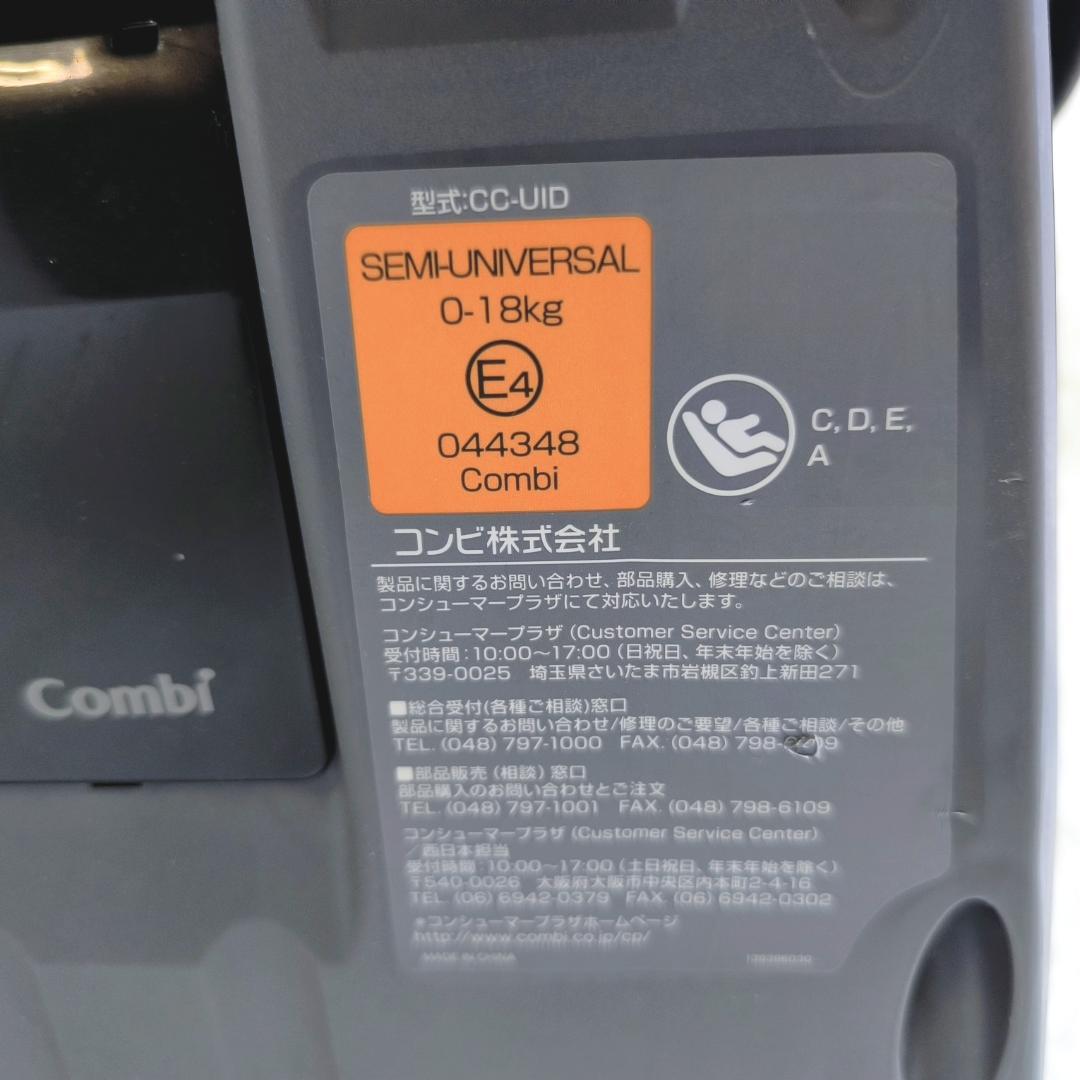 型式:CC-UID
SEMI-UNIVERSAL
0-18kg
E4
044348
Combi
C, D, E,
A
コンビ株式会社
製品に関するお問い合わせ、部品購入、修理などのご相談は、
コンシューマープラザにて対応いたします。
コンシューマープラザ (Customer Service Center)
受付時間:10:00~17:00 (日祝日、年末年始を除く)
〒339-0025 埼玉県さいたま市岩槻区釣上新田271
■総合受付(各種ご相談)窓口
製品に関するお問い合わせ/修理のご要望/各種ご相談/その他
TEL. (048) 797-1000 FAX. (048)
■部品販売 (相談) 窓口
部品購入のお問い合わせとご注文
TEL. (048) 797-1001 FAX. (048) 798-6109
コンシューマープラザ (Customer Service Center)
/西日本担当
受付時間:10:00~17:00 (土日祝日、年末年始を除く)
〒540-0026 大阪府大阪市中央区内本町2-4-16
TEL. (06) 6942-0379 FAX. (06) 6942-0302
*コンシューマープラザホームページ
http://www.combi.co.jp/cp/
MADE IN CHINA
Combi